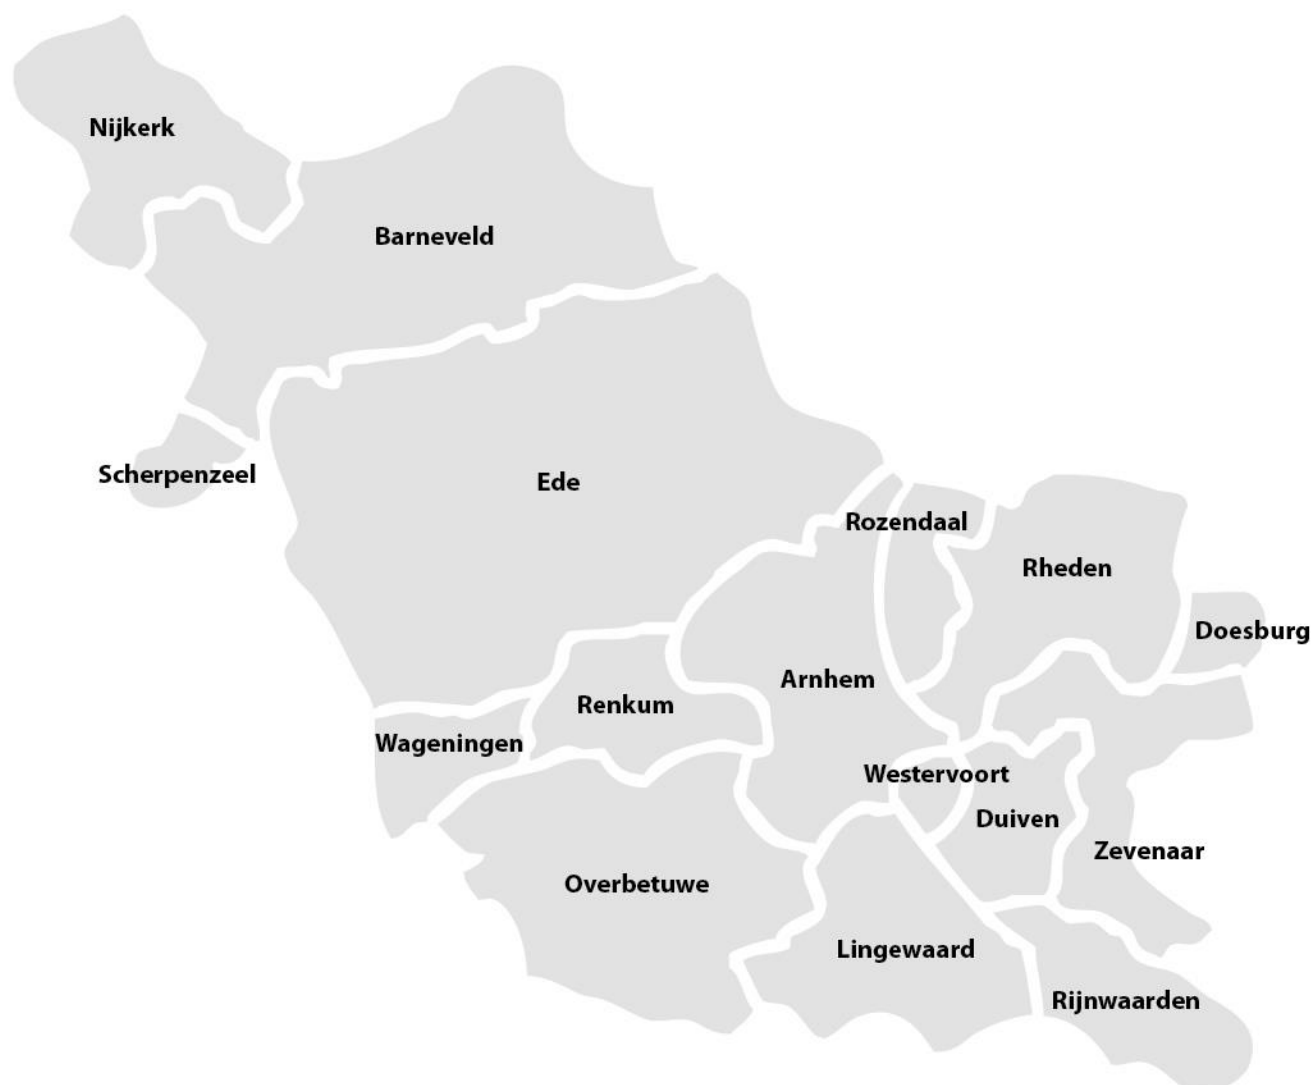 Nijkerk
Barneveld
Scherpenzeel
Ede
Rozendaal
Rheden
Doesburg
Arnhem
Renkum
Wageningen
Westervoort
Duiven
Zevenaar
Overbetuwe
Lingewaard
Rijnwaarden